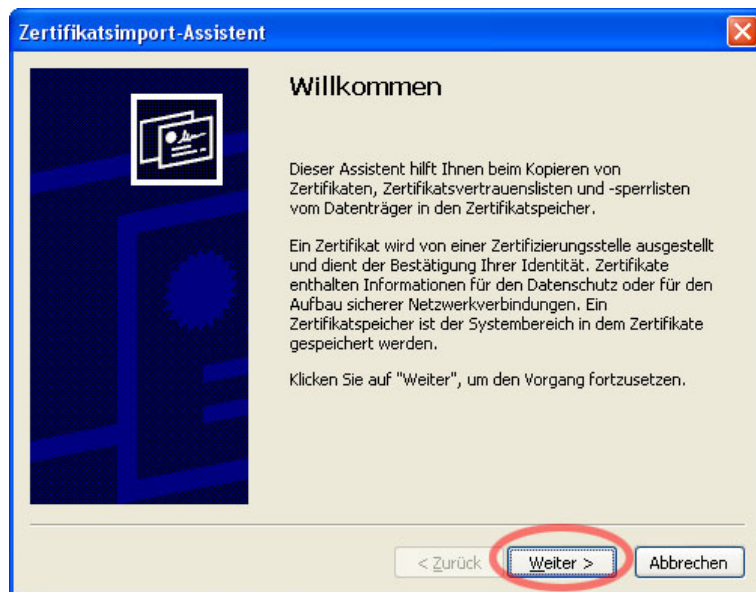 Zertifikatsimport-Assistent
Willkommen
Dieser Assistent hilft Ihnen beim Kopieren von
Zertifikaten, Zertifikatsvertrauenslisten und -sperrlisten
vom Datenträger in den Zertifikatspeicher.
Ein Zertifikat wird von einer Zertifizierungsstelle ausgestellt
und dient der Bestätigung Ihrer Identität. Zertifikate
enthalten Informationen für den Datenschutz oder für den
Aufbau sicherer Netzwerkverbindungen. Ein
Zertifikatspeicher ist der Systembereich in dem Zertifikate
gespeichert werden.
Klicken Sie auf "Weiter", um den Vorgang fortzusetzen.
< Zurück Weiter > Abbrechen